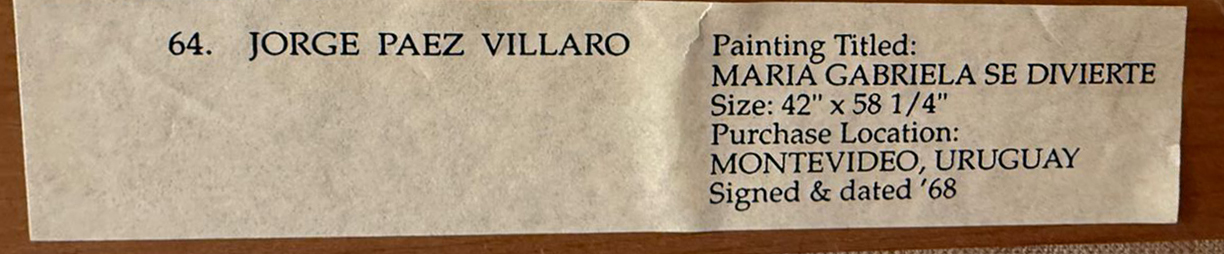 64. JORGE PAEZ VILLARO
Painting Titled:
MARIA GABRIELA SE DIVIERTE
Size: 42" x 58 1/4"
Purchase Location:
MONTEVIDEO, URUGUAY
Signed & dated '68